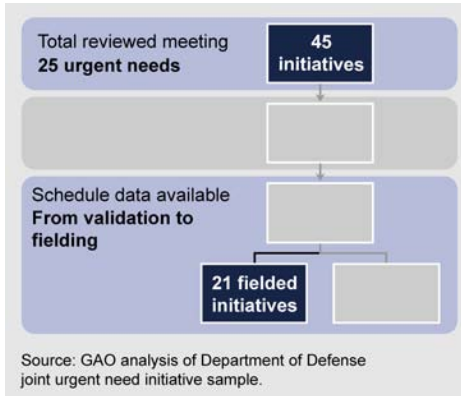 Total reviewed meeting
25 urgent needs
45
initiatives
Schedule data available
From validation to
fielding
21 fielded
initiatives
Source: GAO analysis of Department of Defense
joint urgent need initiative sample.